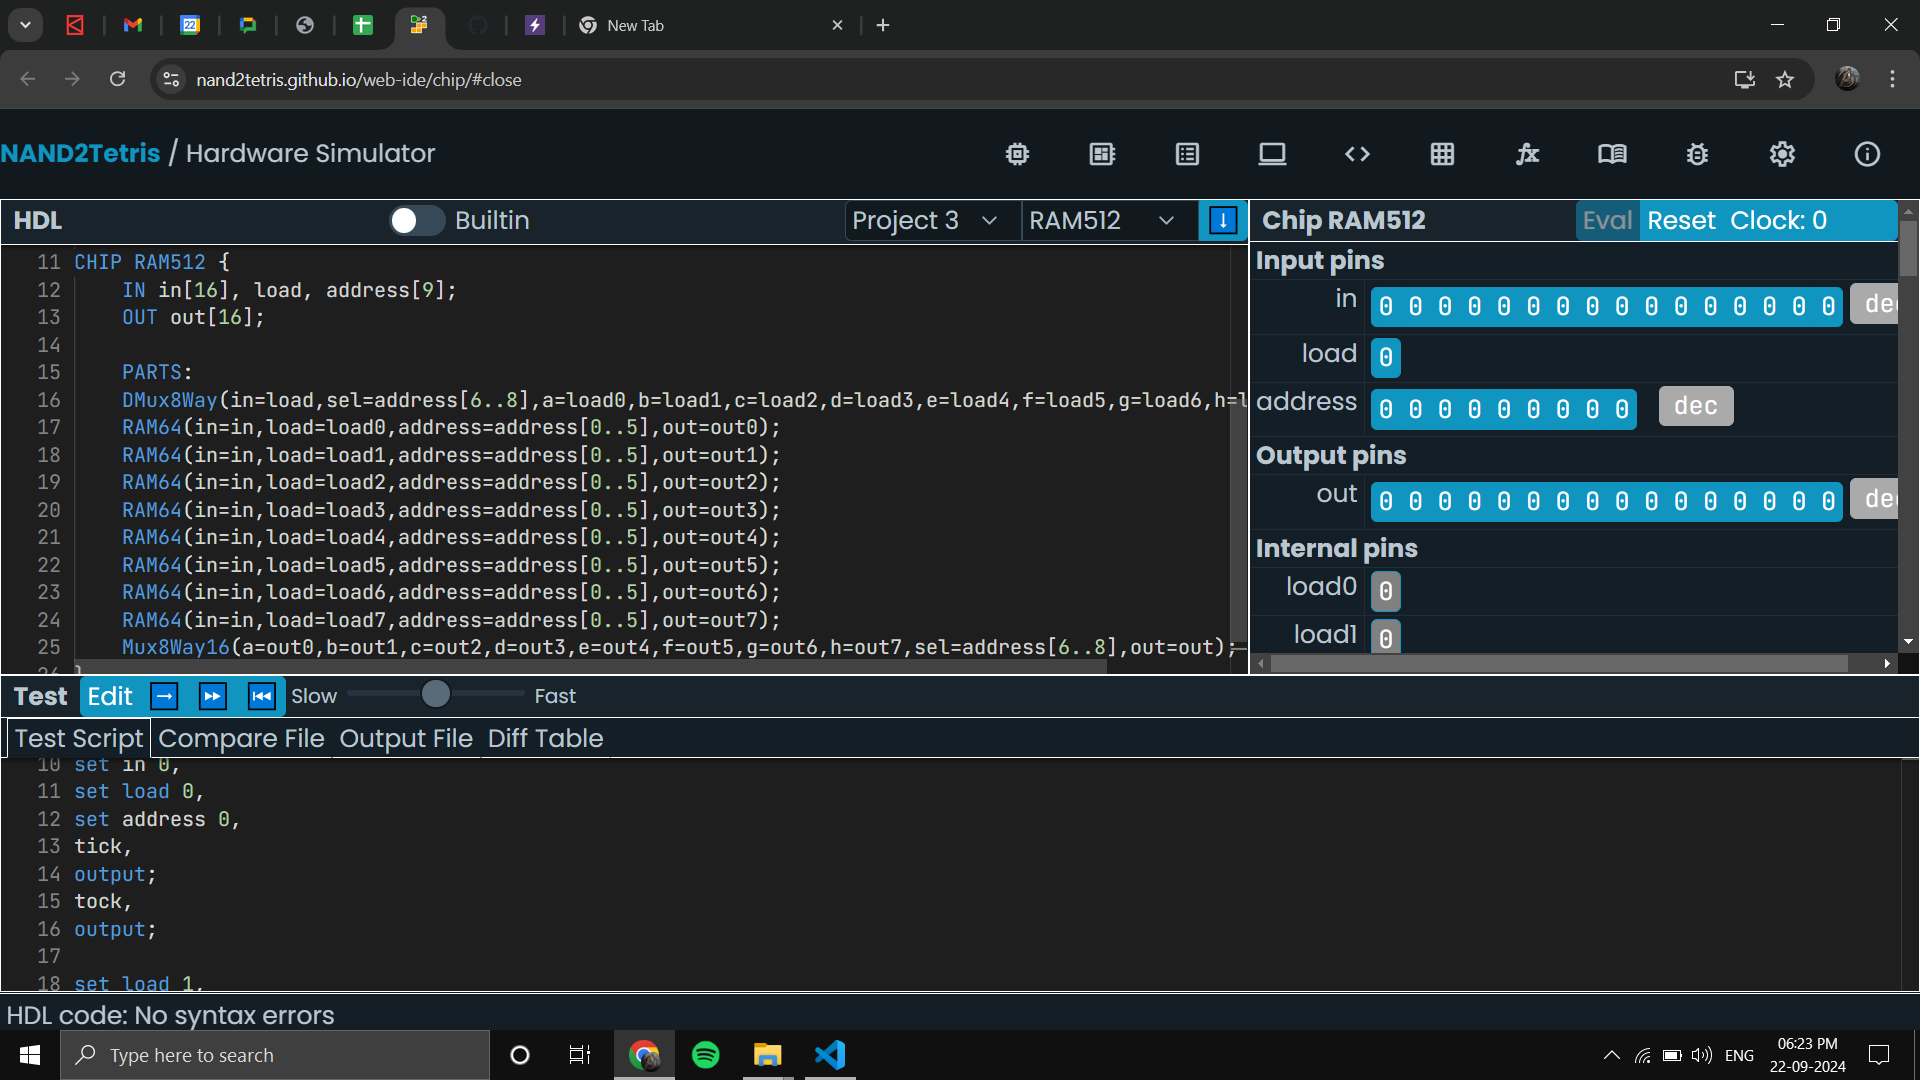 New Tab
nand2tetris.github.io/web-ide/chip/#close
NAND2Tetris / Hardware Simulator
HDL Builtin Project 3 RAM512
11 CHIP RAM512 {
12 IN in[16], load, address[9];
13 OUT out[16];
14
15 PARTS:
16 DMux8Way(in=load,sel=address[6..8],a=load0,b=load1,c=load2,d=load3,e=load4,f=load5,g=load6,h=l
17 RAM64(in=in,load=load0,address=address[0..5],out=out0);
18 RAM64(in=in,load=load1,address=address[0..5],out=out1);
19 RAM64(in=in,load=load2,address=address[0..5],out=out2);
20 RAM64(in=in,load=load3,address=address[0..5],out=out3);
21 RAM64(in=in,load=load4,address=address[0..5],out=out4);
22 RAM64(in=in,load=load5,address=address[0..5],out=out5);
23 RAM64(in=in,load=load6,address=address[0..5],out=out6);
24 RAM64(in=in,load=load7,address=address[0..5],out=out7);
25 Mux8Way16(a=out0,b=out1,c=out2,d=out3,e=out4,f=out5,g=out6,h=out7,sel=address[6..8],out=out);
26 }
Chip RAM512 Eval Reset Clock: 0
Input pins
in 0 0 0 0 0 0 0 0 0 0 0 0 0 0 0 0 dec
load 0
address 0 0 0 0 0 0 0 0 0 dec
Output pins
out 0 0 0 0 0 0 0 0 0 0 0 0 0 0 0 0 dec
Internal pins
load0 0
load1 0
Test Edit Slow Fast
Test Script Compare File Output File Diff Table
10 set in 0,
11 set load 0,
12 set address 0,
13 tick,
14 output;
15 tock,
16 output;
17
18 set load 1,
HDL code: No syntax errors
Type here to search
ENG
06:23 PM
22-09-2024